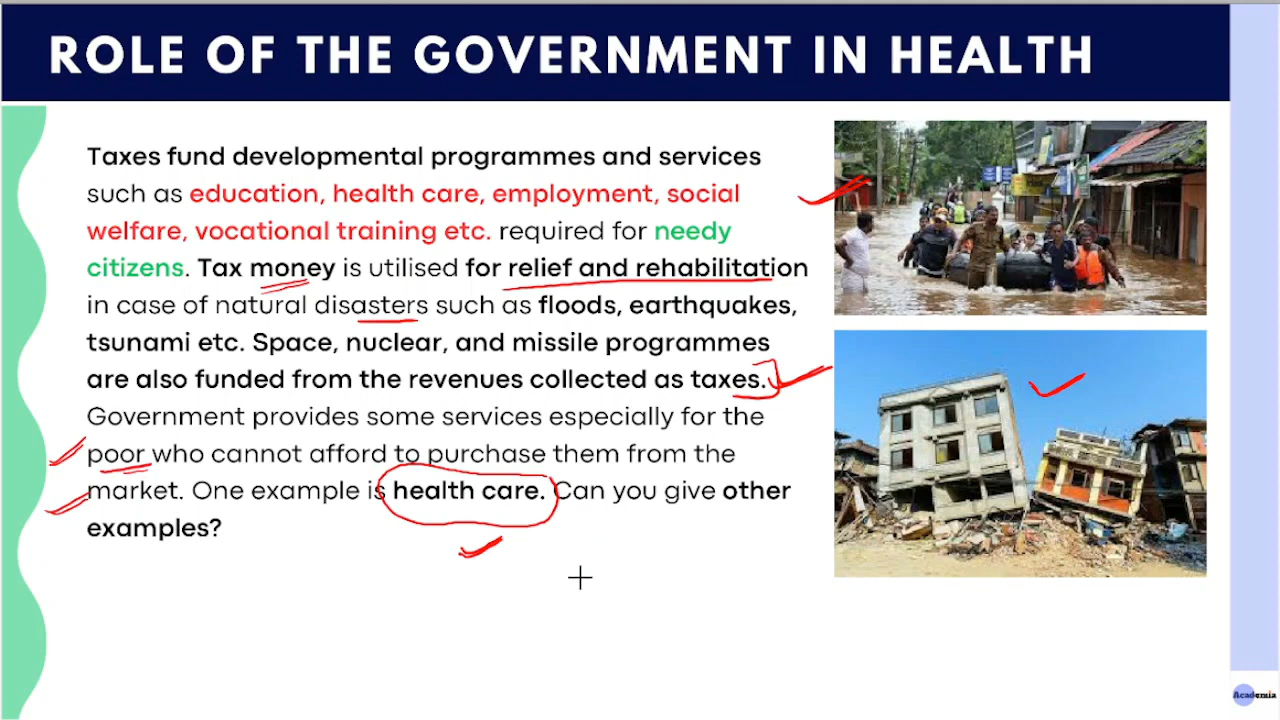 ROLE OF THE GOVERNMENT IN HEALTH
Taxes fund developmental programmes and services
such as education, health care, employment, social
welfare, vocational training etc. required for needy
citizens. Tax money is utilised for relief and rehabilitation
in case of natural disasters such as floods, earthquakes,
tsunami etc. Space, nuclear, and missile programmes
are also funded from the revenues collected as taxes.
Government provides some services especially for the
poor who cannot afford to purchase them from the
market. One example is health care. Can you give other
examples?
Academia